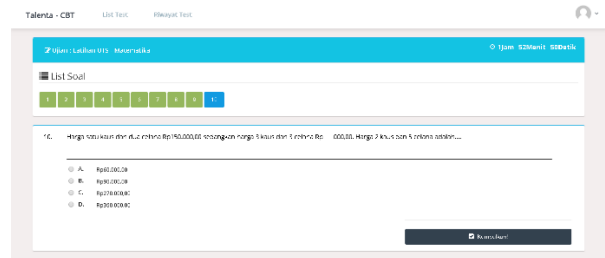 Talenta - CBT List Test Riwayat Test
Ujian : Latihan UTS - Matematika 1Jam 52Menit 50Detik
List Soal
1 2 3 4 5 6 7 8 9 10
10. Harga satu kaus dan dua celana Rp150.000,00 sedangkan harga 3 kaus dan 3 celana Rp 000,00. Harga 2 kaus dan 5 celana adalah....
A. Rp60.000,00
B. Rp90.000,00
C. Rp270.000,00
D. Rp360.000,00